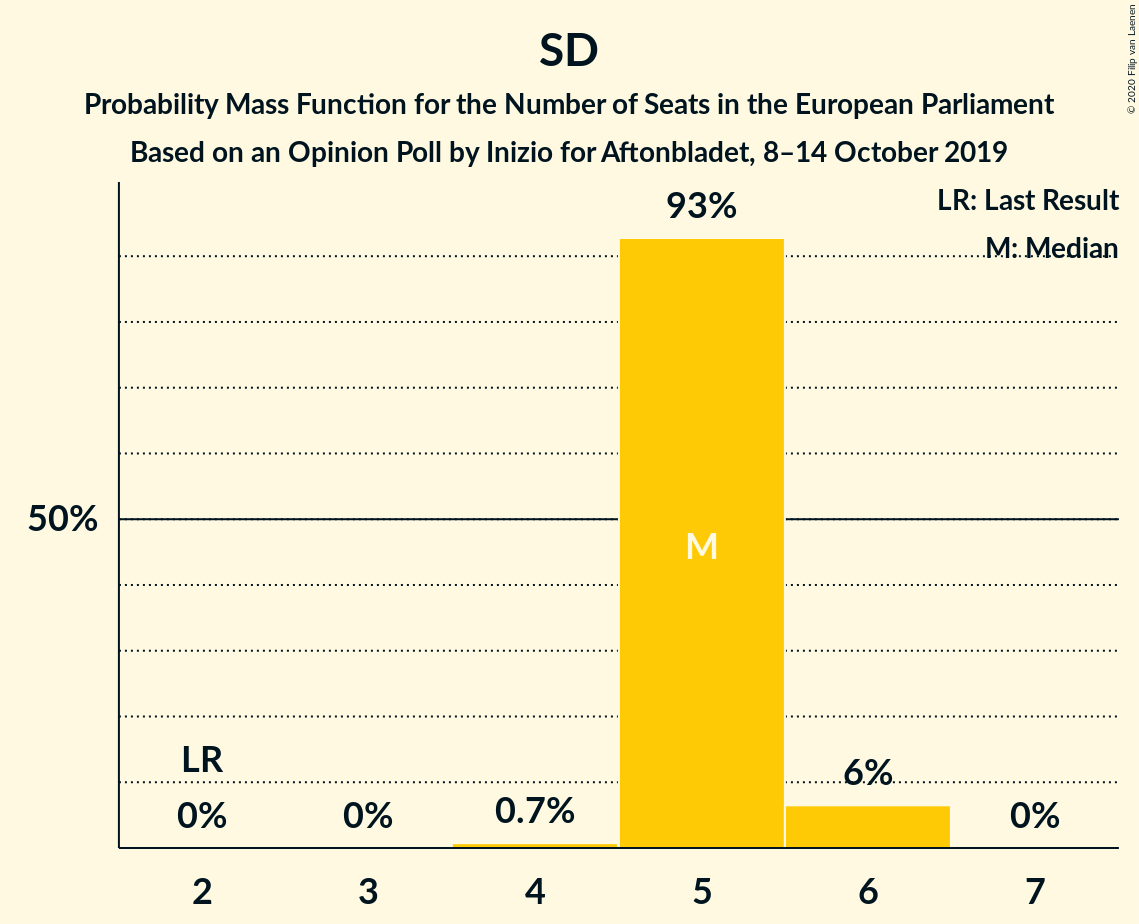 SD
Probability Mass Function for the Number of Seats in the European Parliament
Based on an Opinion Poll by Inizio for Aftonbladet, 8–14 October 2019
© 2020 Filip van Laenen
LR: Last Result
M: Median
93%
50%
M
LR
0%
0%
0.7%
6%
0%
2
3
4
5
6
7